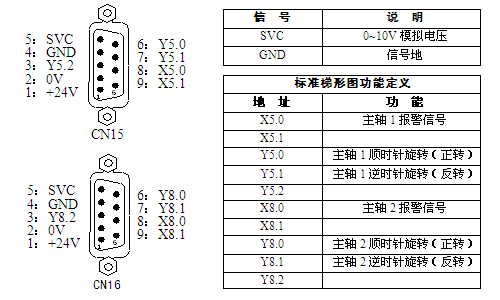 5: SVC
4: GND
3: Y5.2
2: 0V
1: +24V
6: Y5.0
7: Y5.1
8: X5.0
9: X5.1
1 6
CN15
5: SVC
4: GND
3: Y8.2
2: 0V
1: +24V
6: Y8.0
7: Y8.1
8: X8.0
9: X8.1
1 6
CN16
信 号 说 明
SVC 0~10V 模拟电压
GND 信号地
标准梯形图功能定义
地 址 功 能
X5.0 主轴 1 报警信号
X5.1
Y5.0 主轴 1 顺时针旋转(正转)
Y5.1 主轴 1 逆时针旋转(反转)
Y5.2
X8.0 主轴 2 报警信号
X8.1
Y8.0 主轴 2 顺时针旋转(正转)
Y8.1 主轴 2 逆时针旋转(反转)
Y8.2